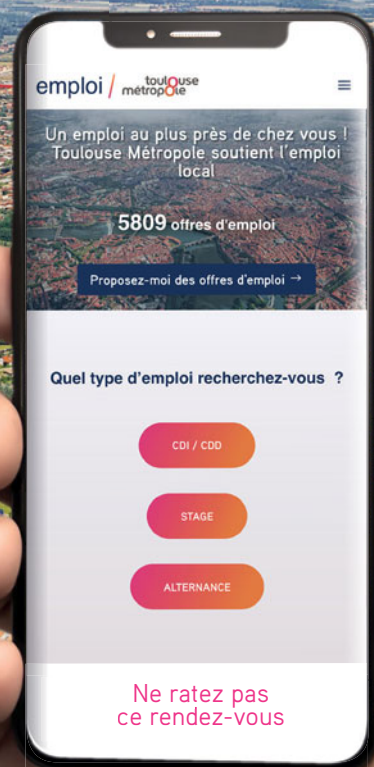 emploi / toulouse
métropole
Un emploi au plus près de chez vous !
Toulouse Métropole soutient l'emploi
local
5809 offres d'emploi
Proposez-moi des offres d'emploi →
Quel type d'emploi recherchez-vous ?
CDI / CDD
STAGE
ALTERNANCE
Ne ratez pas
ce rendez-vous